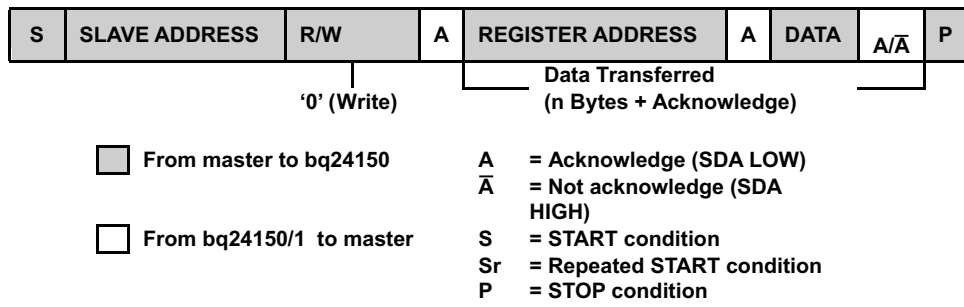 S SLAVE ADDRESS R/W A REGISTER ADDRESS A DATA A/A̅ P
‘0’ (Write)
Data Transferred
(n Bytes + Acknowledge)
From master to bq24150
From bq24150/1 to master
A = Acknowledge (SDA LOW)
A̅ = Not acknowledge (SDA
HIGH)
S = START condition
Sr = Repeated START condition
P = STOP condition